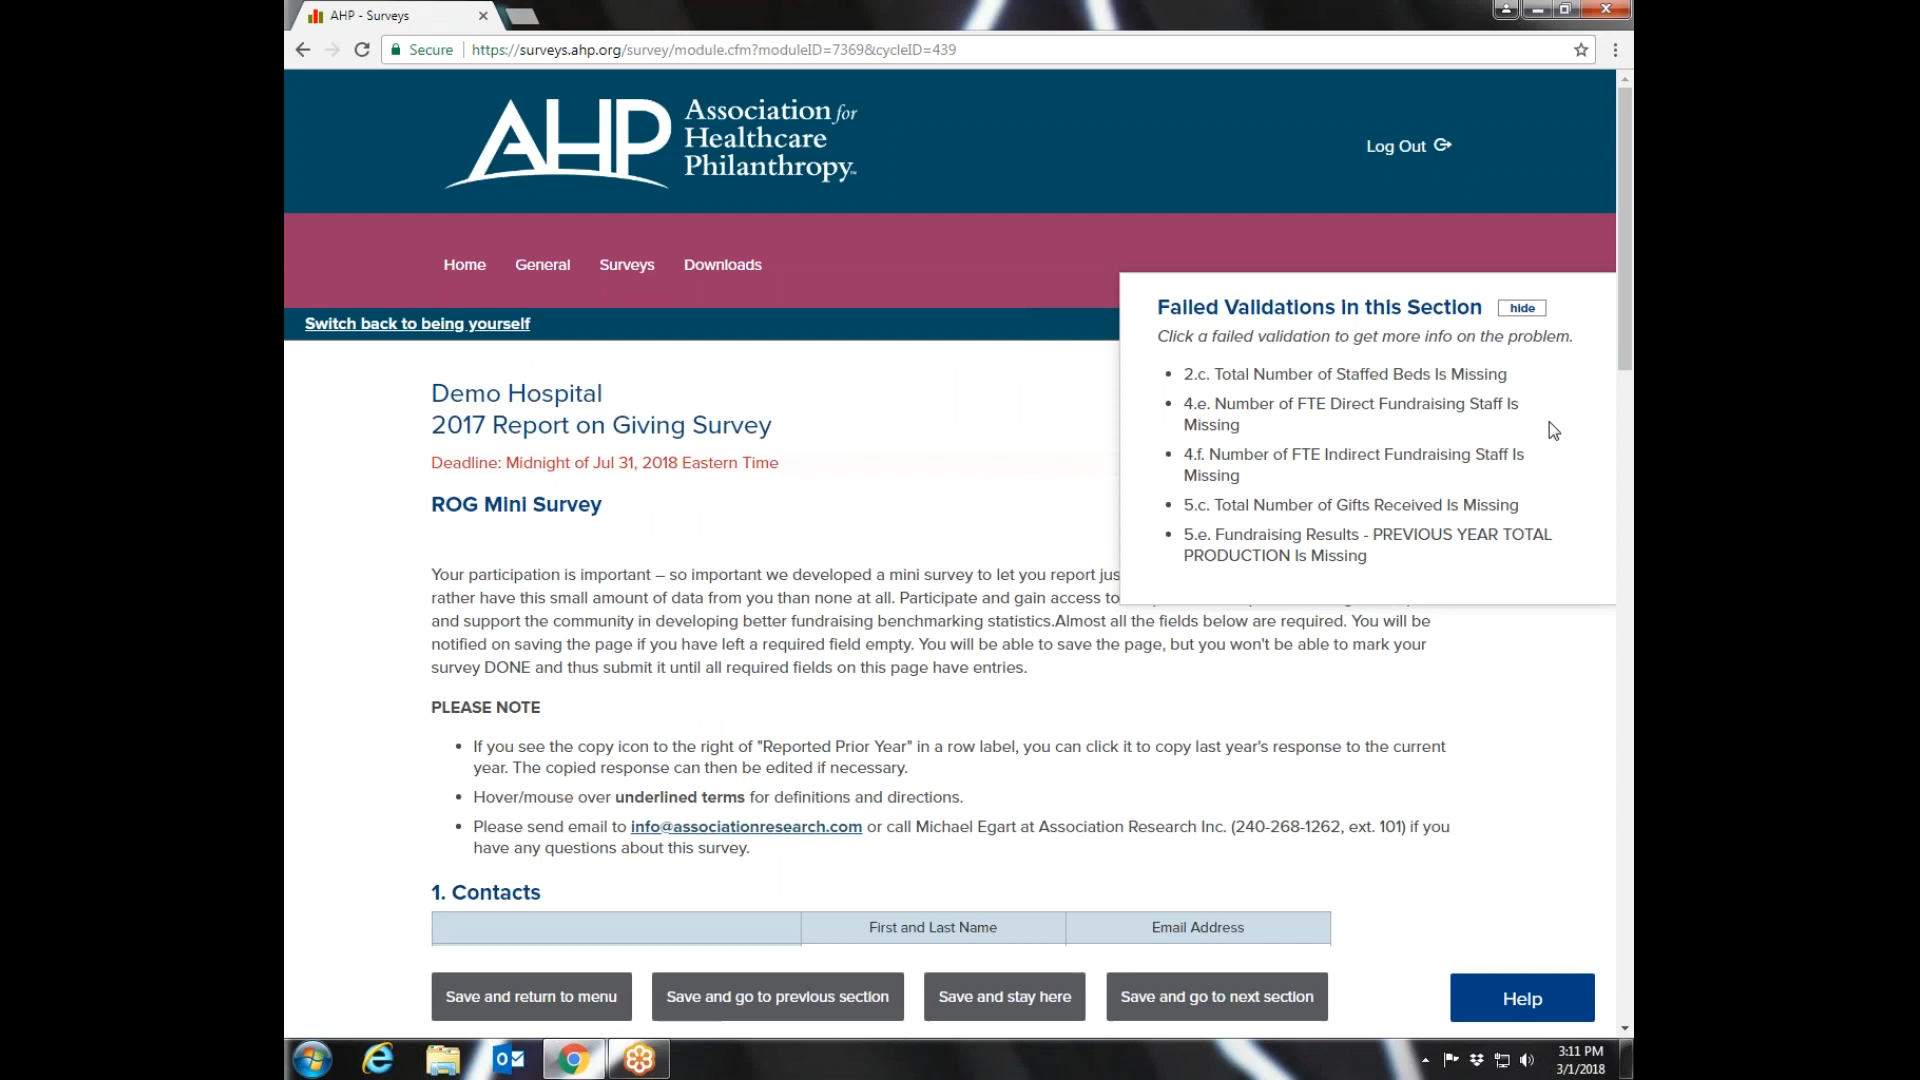 AHP - Surveys
Secure
https://surveys.ahp.org/survey/module.cfm?moduleID=7369&cycleID=439
AHP
Association for
Healthcare
Philanthropy™
Log Out
Home General Surveys Downloads
Switch back to being yourself
Failed Validations in this Section hide
Click a failed validation to get more info on the problem.
• 2.c. Total Number of Staffed Beds Is Missing
• 4.e. Number of FTE Direct Fundraising Staff Is
Missing
• 4.f. Number of FTE Indirect Fundraising Staff Is
Missing
• 5.c. Total Number of Gifts Received Is Missing
• 5.e. Fundraising Results - PREVIOUS YEAR TOTAL
PRODUCTION Is Missing
Demo Hospital
2017 Report on Giving Survey
Deadline: Midnight of Jul 31, 2018 Eastern Time
ROG Mini Survey
Your participation is important – so important we developed a mini survey to let you report
rather have this small amount of data from you than none at all. Participate and gain access to
and support the community in developing better fundraising benchmarking statistics.Almost all the fields below are required. You will be
notified on saving the page if you have left a required field empty. You will be able to save the page, but you won't be able to mark your
survey DONE and thus submit it until all required fields on this page have entries.
PLEASE NOTE
• If you see the copy icon to the right of "Reported Prior Year" in a row label, you can click it to copy last year's response to the current
year. The copied response can then be edited if necessary.
• Hover/mouse over underlined terms for definitions and directions.
• Please send email to info@associationresearch.com or call Michael Egart at Association Research Inc. (240-268-1262, ext. 101) if you
have any questions about this survey.
1. Contacts
First and Last Name Email Address
Save and return to menu Save and go to previous section Save and stay here Save and go to next section Help
3:11 PM
3/1/2018